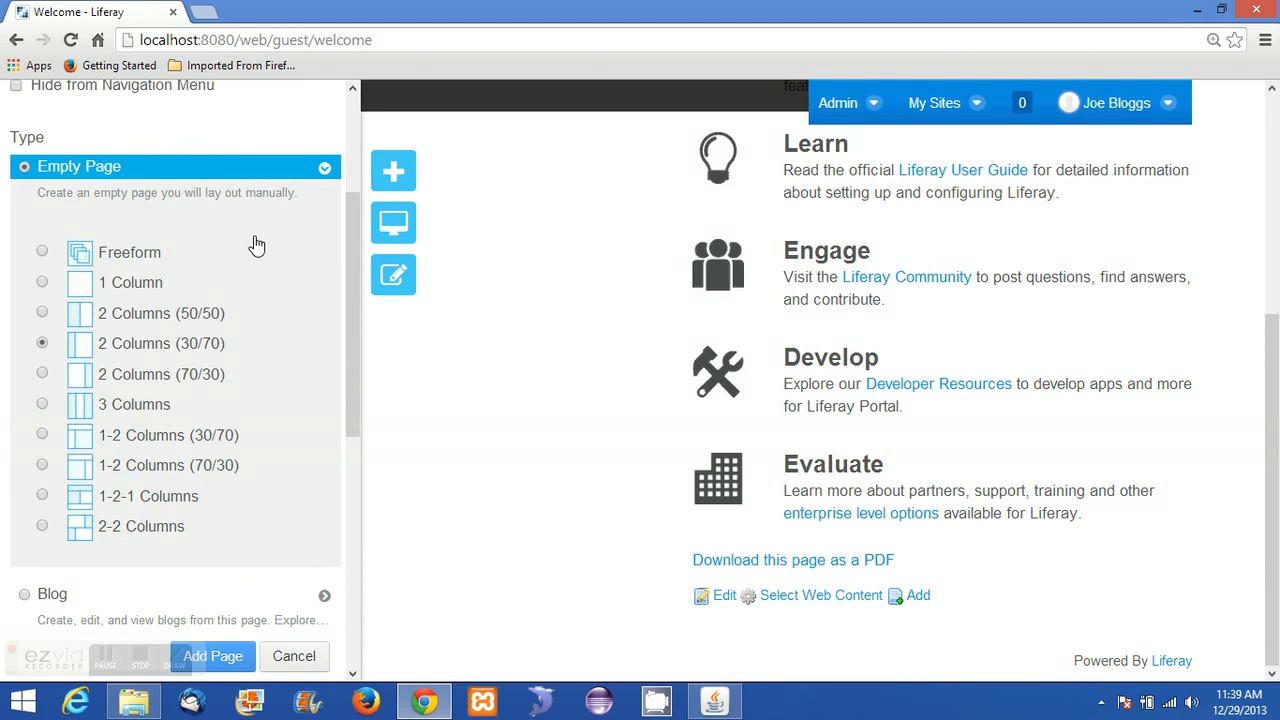 Welcome - Liferay
localhost:8080/web/guest/welcome
Apps Getting Started Imported From Firef...
Hide from Navigation Menu
Type
Empty Page
Create an empty page you will lay out manually.
Freeform
1 Column
2 Columns (50/50)
2 Columns (30/70)
2 Columns (70/30)
3 Columns
1-2 Columns (30/70)
1-2 Columns (70/30)
1-2-1 Columns
2-2 Columns
Blog
Create, edit, and view blogs from this page. Explore...
ezvid
RECORDER
PAUSE
STOP
DRAW
Add Page
Cancel
Admin My Sites 0 Joe Bloggs
Learn
Read the official Liferay User Guide for detailed information
about setting up and configuring Liferay.
Engage
Visit the Liferay Community to post questions, find answers,
and contribute.
Develop
Explore our Developer Resources to develop apps and more
for Liferay Portal.
Evaluate
Learn more about partners, support, training and other
enterprise level options available for Liferay.
Download this page as a PDF
Edit Select Web Content Add
Powered By Liferay
11:39 AM
12/29/2013